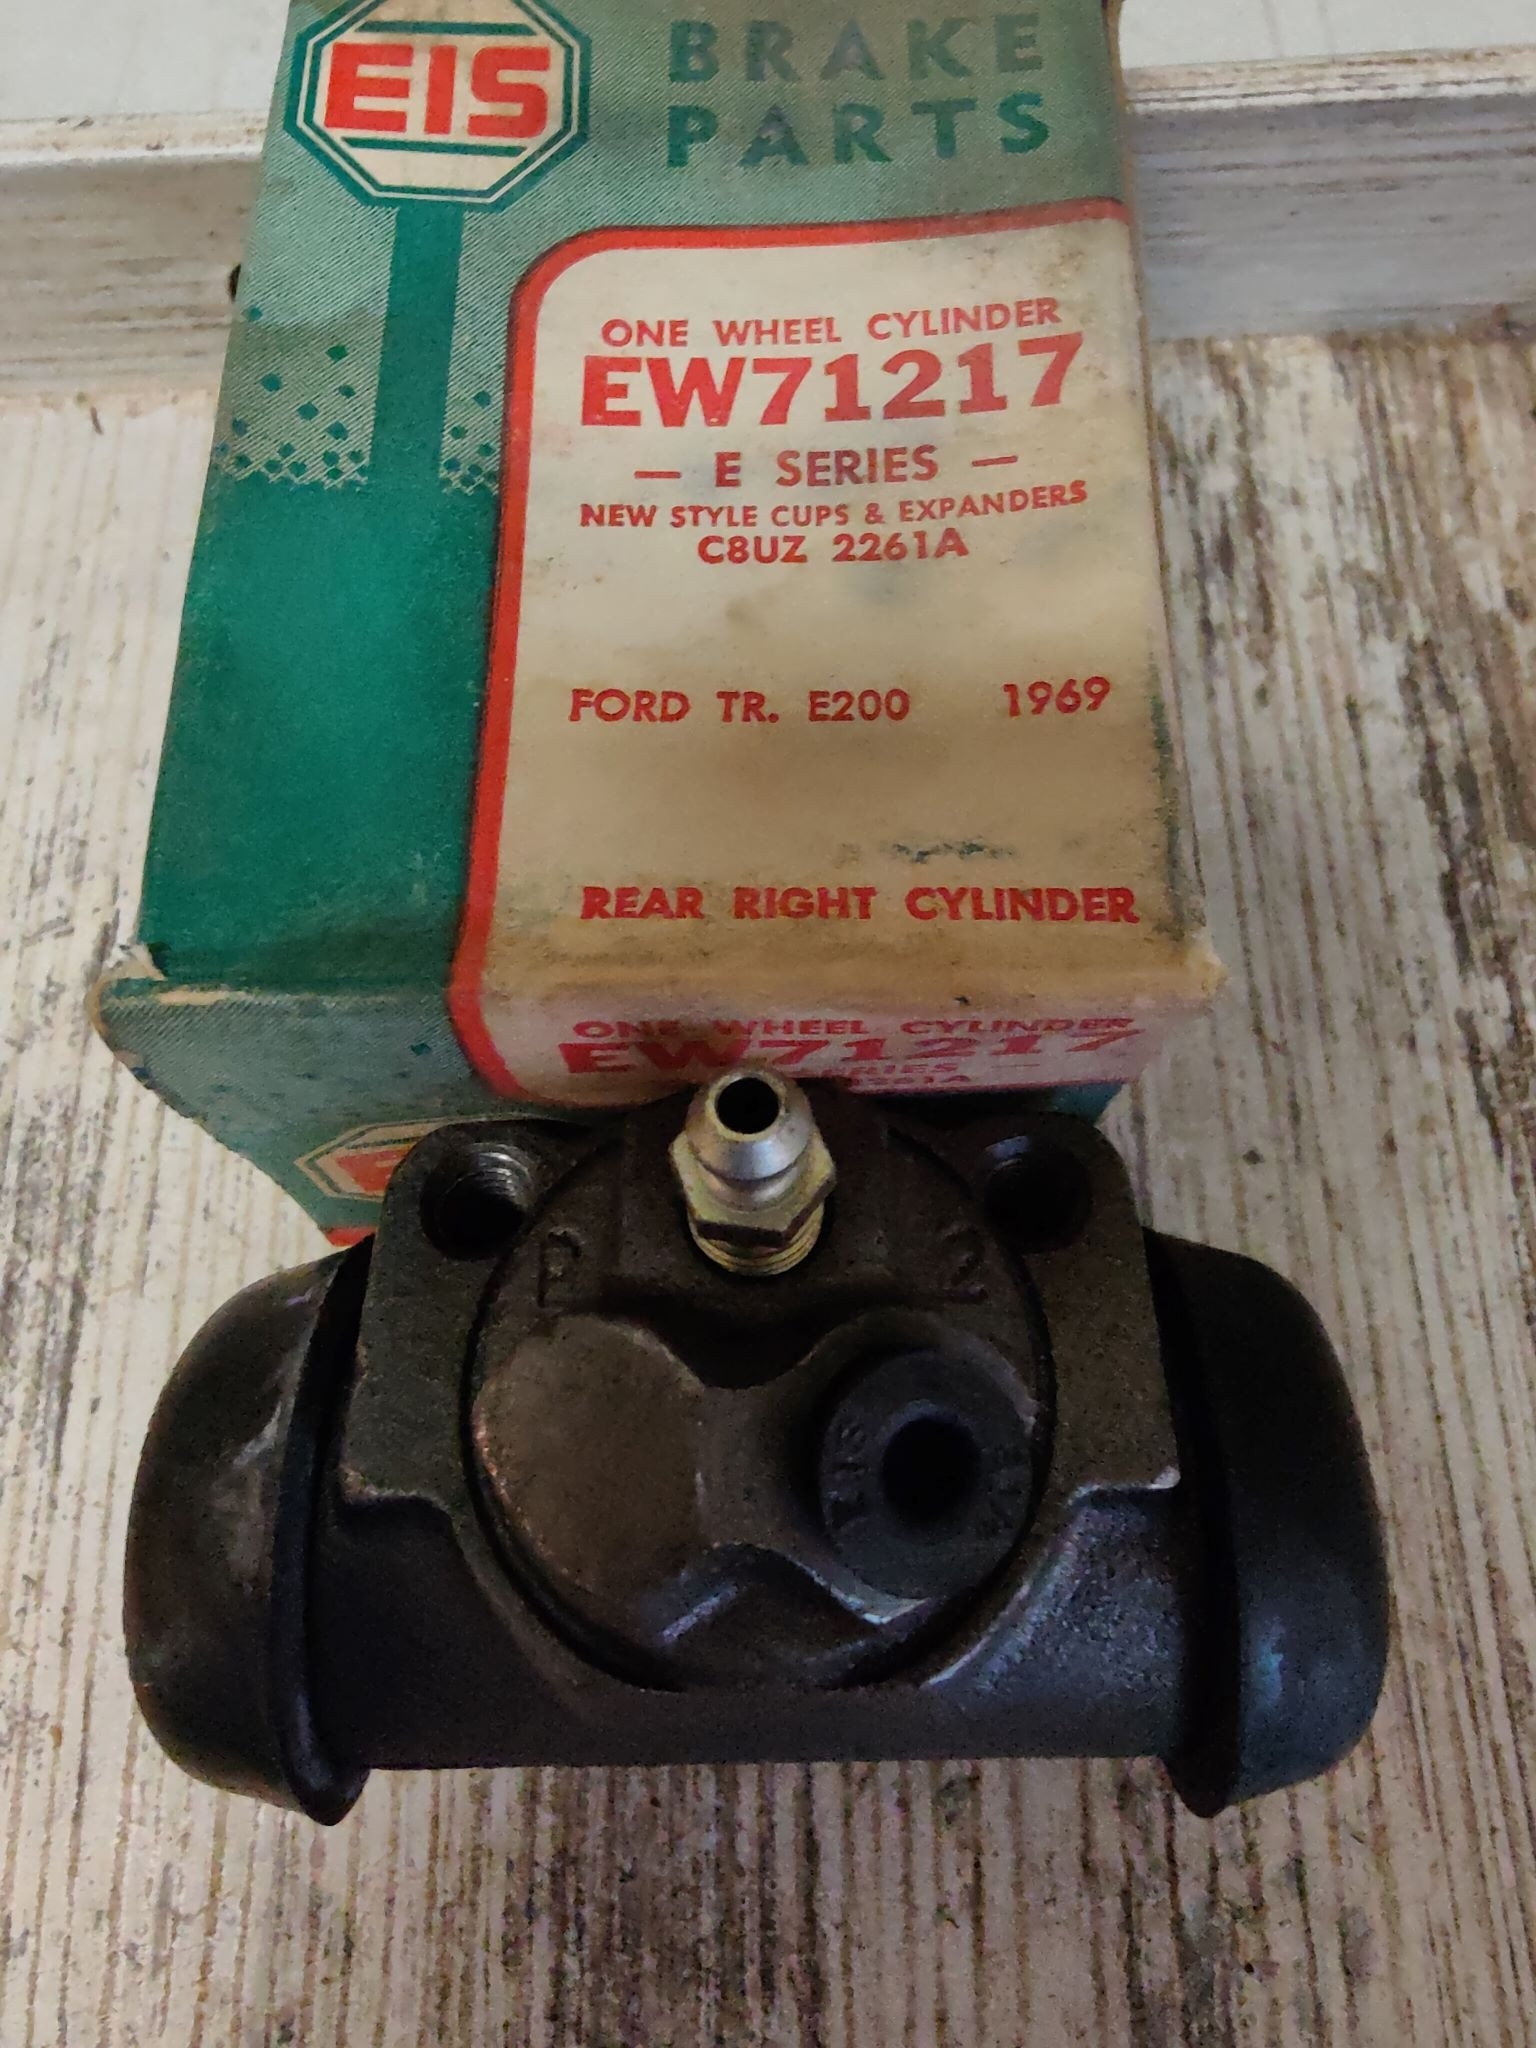 EIS
BRAKE
PARTS
ONE WHEEL CYLINDER
EW71217
— E SERIES —
NEW STYLE CUPS & EXPANDERS
C8UZ 2261A
FORD TR. E200 1969
REAR RIGHT CYLINDER
ONE WHEEL CYLINDER
EW71217
SERIES —